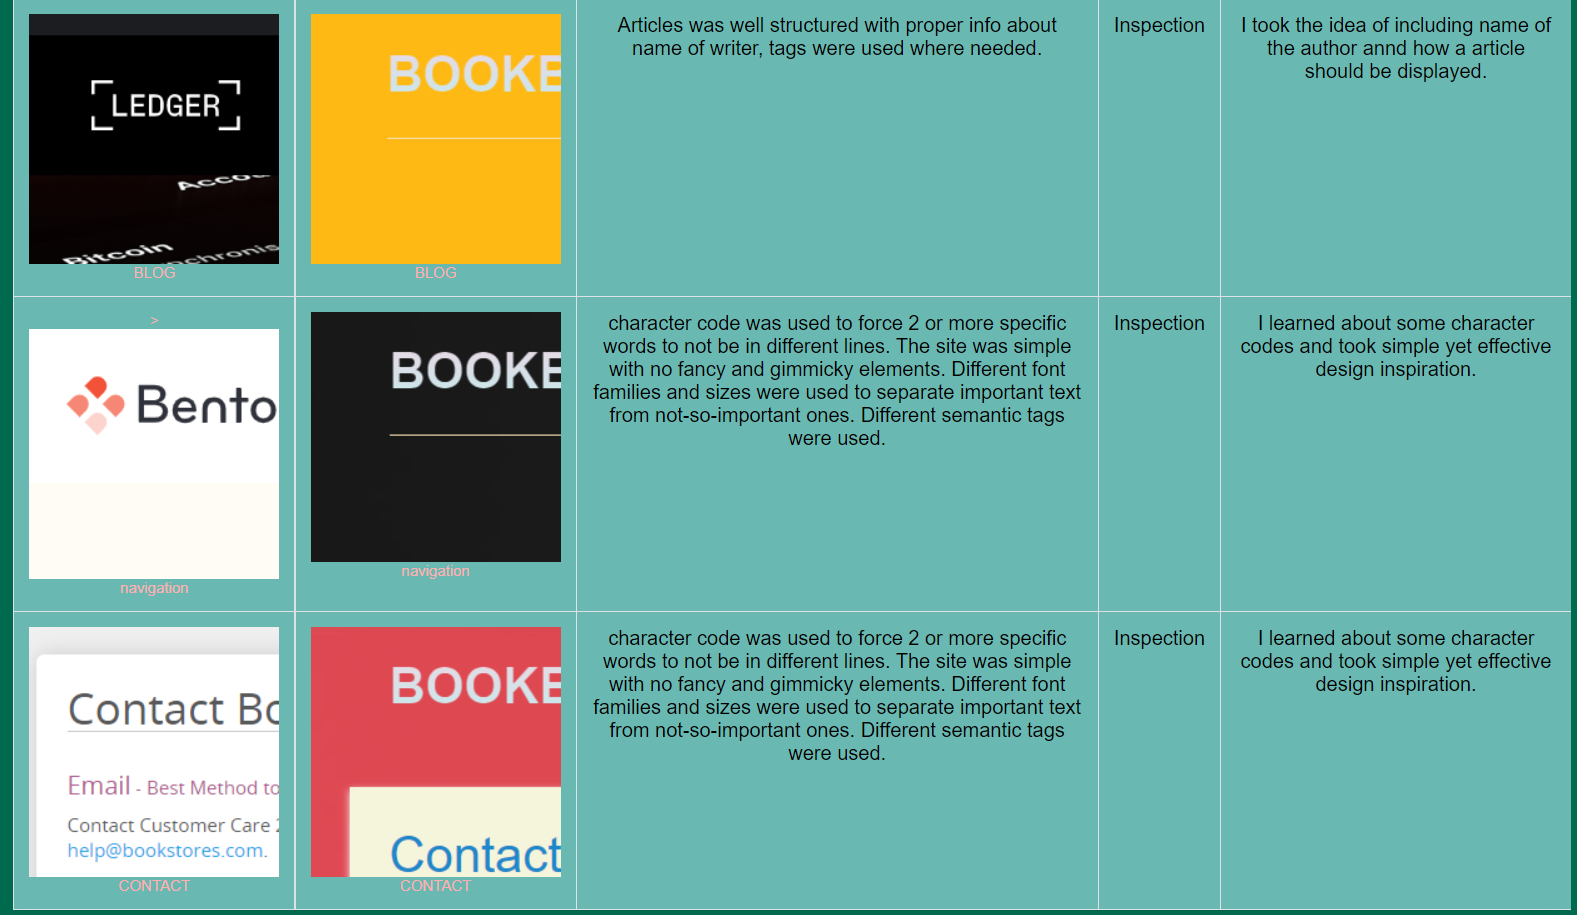 LEDGER
Bitcoin
BLOG
BOOKE
BLOG
Articles was well structured with proper info about
name of writer, tags were used where needed.
Inspection
I took the idea of including name of
the author annd how a article
should be displayed.
>
Bento
navigation
BOOKE
navigation
character code was used to force 2 or more specific
words to not be in different lines. The site was simple
with no fancy and gimmicky elements. Different font
families and sizes were used to separate important text
from not-so-important ones. Different semantic tags
were used.
Inspection
I learned about some character
codes and took simple yet effective
design inspiration.
Contact Bo
Email - Best Method to
Contact Customer Care
help@bookstores.com.
CONTACT
BOOKE
Contact
CONTACT
character code was used to force 2 or more specific
words to not be in different lines. The site was simple
with no fancy and gimmicky elements. Different font
families and sizes were used to separate important text
from not-so-important ones. Different semantic tags
were used.
Inspection
I learned about some character
codes and took simple yet effective
design inspiration.